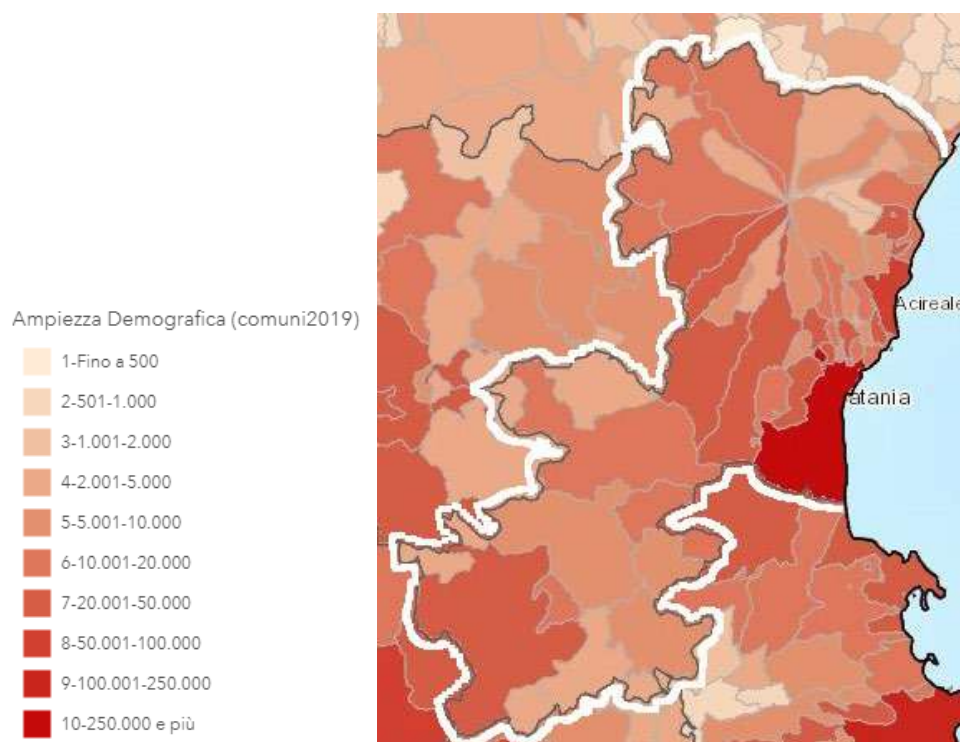 Ampiezza Demografica (comuni2019)
1-Fino a 500
2-501-1.000
3-1.001-2.000
4-2.001-5.000
5-5.001-10.000
6-10.001-20.000
7-20.001-50.000
8-50.001-100.000
9-100.001-250.000
10-250.000 e più
Acireale
atania